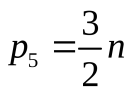 p₅ = 3/2 n